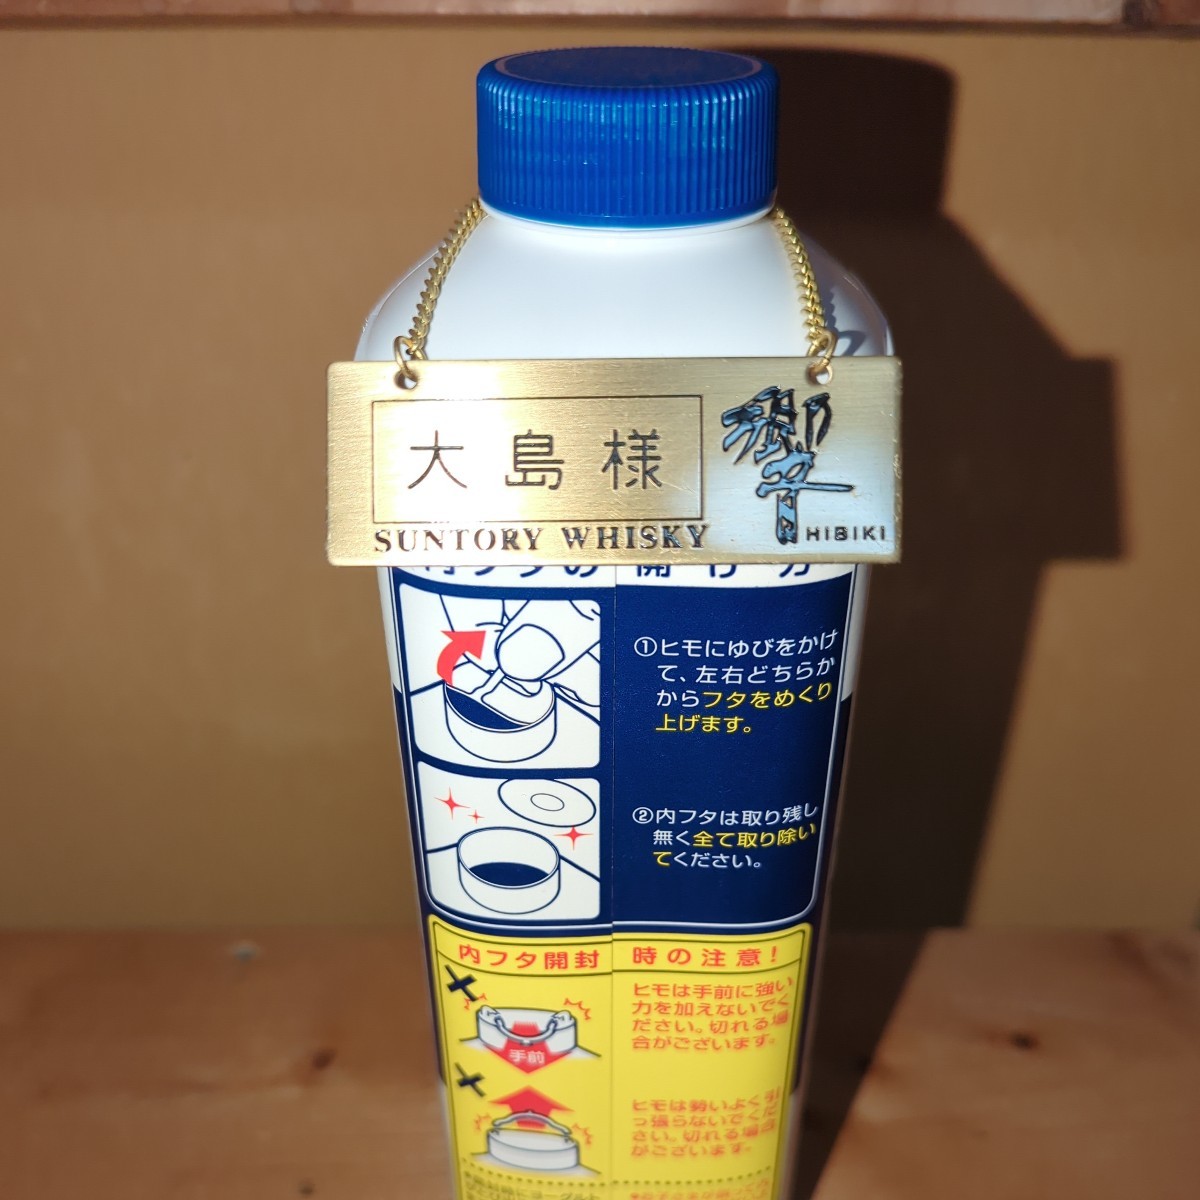 大島様
響
SUNTORY WHISKY
HIBIKI
①ヒモにゆびをかけ
て、左右どちらか
からフタをめくり
上げます。
②内フタは取り残し
無く全て取り除い
てください。
内フタ開封時の注意!
ヒモは手前に強い
力を加えないでく
ださい。切れる場
合がございます。
手前
ヒモは勢いよく引
っ張らないでくだ
さい。切れる場合
がございます。